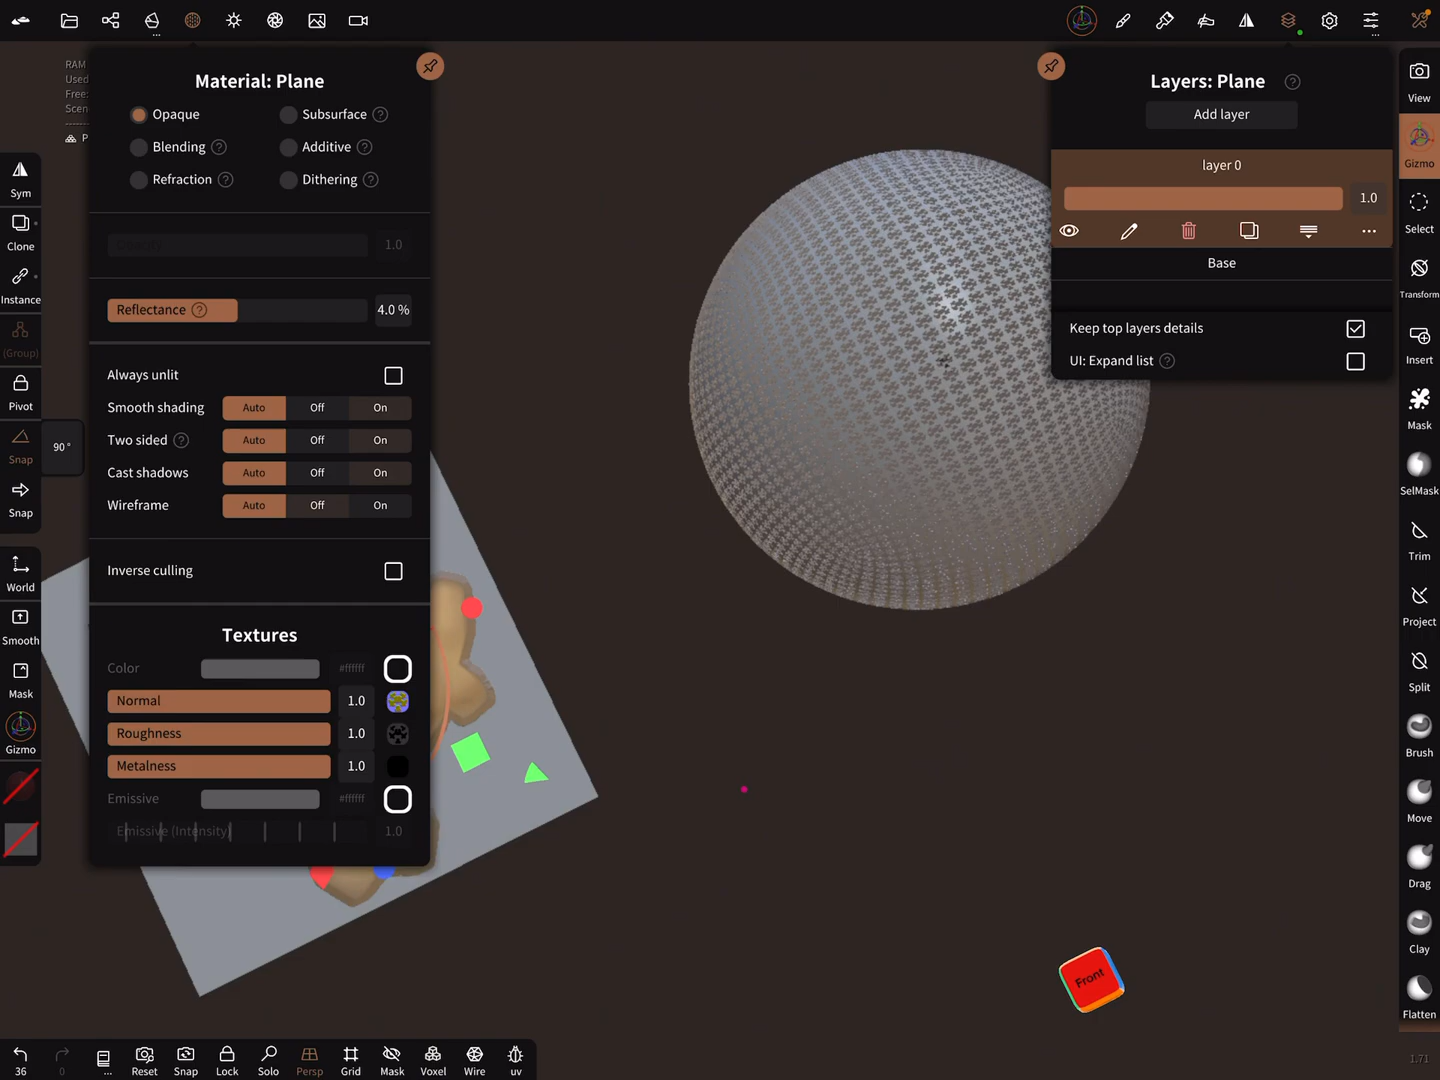 RAM
Used
Free:
Scen
P
Material: Plane
Opaque
Subsurface ?
Blending ?
Additive ?
Refraction ?
Dithering ?
Opacity 1.0
Reflectance ? 4.0 %
Always unlit
Smooth shading Auto Off On
Two sided ? Auto Off On
Cast shadows Auto Off On
Wireframe Auto Off On
Inverse culling
Textures
Color #ffffff
Normal 1.0
Roughness 1.0
Metalness 1.0
Emissive #ffffff
Emissive (Intensity) 1.0
Layers: Plane ?
Add layer
layer 0
1.0
Base
Keep top layers details
UI: Expand list ?
Sym
Clone
Instance
(Group)
Pivot
Snap 90 °
Snap
World
Smooth
Mask
Gizmo
View
Gizmo
Select
Transform
Insert
Mask
SelMask
Trim
Project
Split
Brush
Move
Drag
Clay
Flatten
1.71
Front
36
0
...
Reset
Snap
Lock
Solo
Persp
Grid
Mask
Voxel
Wire
uv